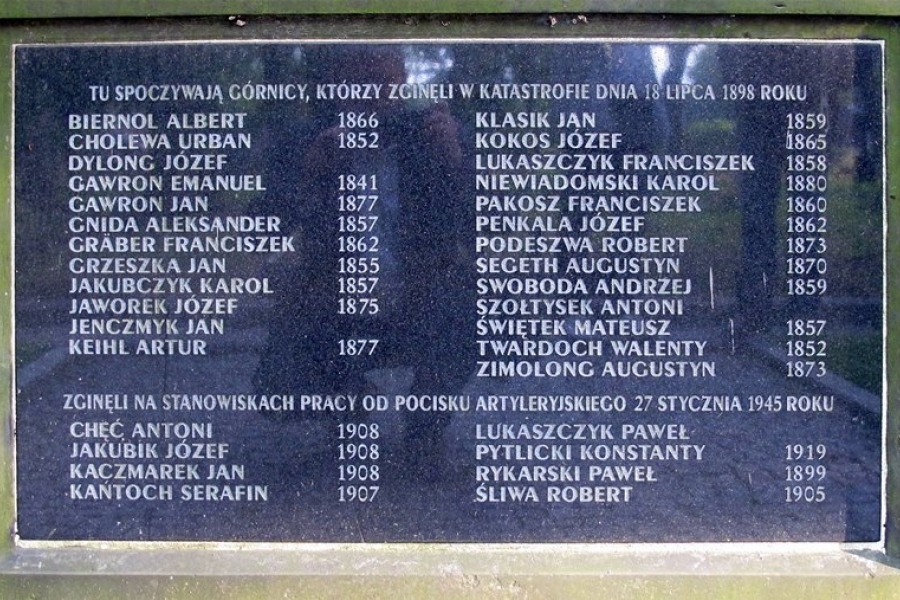 TU SPOCZYWAJĄ GÓRNICY, KTÓRZY ZGINĘLI W KATASTROFIE DNIA 18 LIPCA 1898 ROKU
BIERNOL ALBERT 1866
CHOLEWA URBAN 1852
DYLONG JÓZEF
GAWRON EMANUEL 1841
GAWRON JAN 1877
GNIDA ALEKSANDER 1857
GRÄBER FRANCISZEK 1862
GRZESZKA JAN 1855
JAKUBCZYK KAROL 1857
JAWOREK JÓZEF 1875
JENCZMYK JAN
KEIHL ARTUR 1877
KLASIK JAN 1859
KOKOS JÓZEF 1865
LUKASZCZYK FRANCISZEK 1858
NIEWIADOMSKI KAROL 1880
PAKOSZ FRANCISZEK 1860
PENKALA JÓZEF 1862
PODESZWA ROBERT 1873
SEGETH AUGUSTYN 1870
SWOBODA ANDRZEJ 1859
SZOŁTYSEK ANTONI
ŚWIĘTEK MATEUSZ 1857
TWARDOCH WALENTY 1852
ZIMOLONG AUGUSTYN 1873
ZGINĘLI NA STANOWISKACH PRACY OD POCISKU ARTYLERYJSKIEGO 27 STYCZNIA 1945 ROKU
CHĘĆ ANTONI 1908
JAKUBIK JÓZEF 1908
KACZMAREK JAN 1908
KAŃTOCH SERAFIN 1907
LUKASZCZYK PAWEŁ
PYTLICKI KONSTANTY 1919
RYKARSKI PAWEŁ 1899
ŚLIWA ROBERT 1905